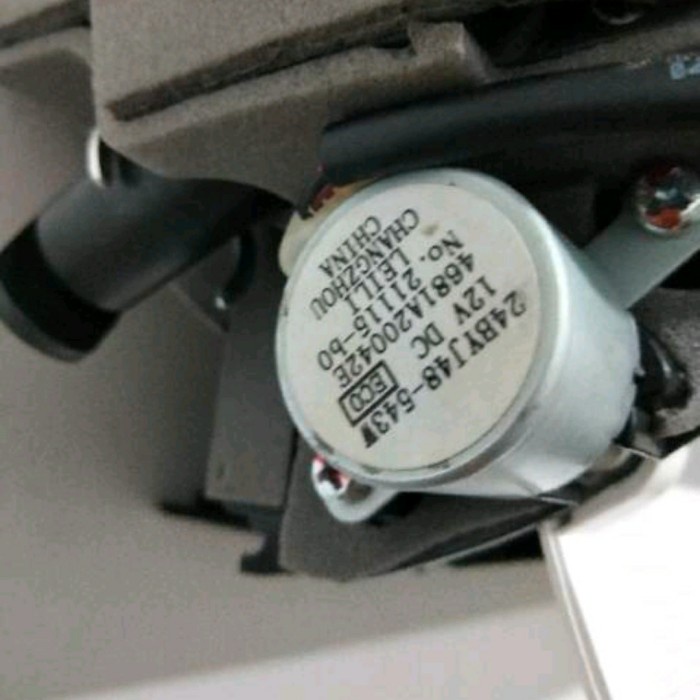 24BYJ48-543W
12V DC ECO
4681A20042E
No. 21115-b0
LEILI
CHANGZHOU
CHINA